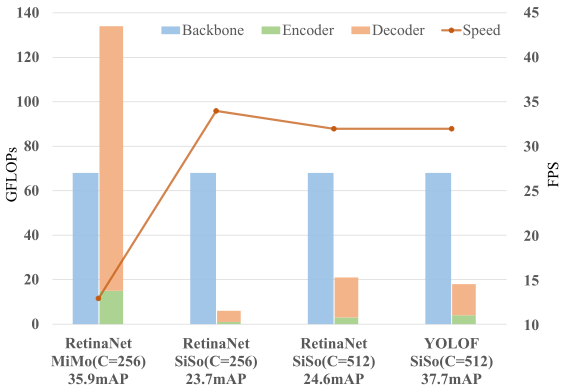 140
120
100
80
60
40
20
0
GFLOPs
Backbone Encoder Decoder Speed
45
40
35
30
25
20
15
10
FPS
RetinaNet
MiMo(C=256)
35.9mAP
RetinaNet
SiSo(C=256)
23.7mAP
RetinaNet
SiSo(C=512)
24.6mAP
YOLOF
SiSo(C=512)
37.7mAP